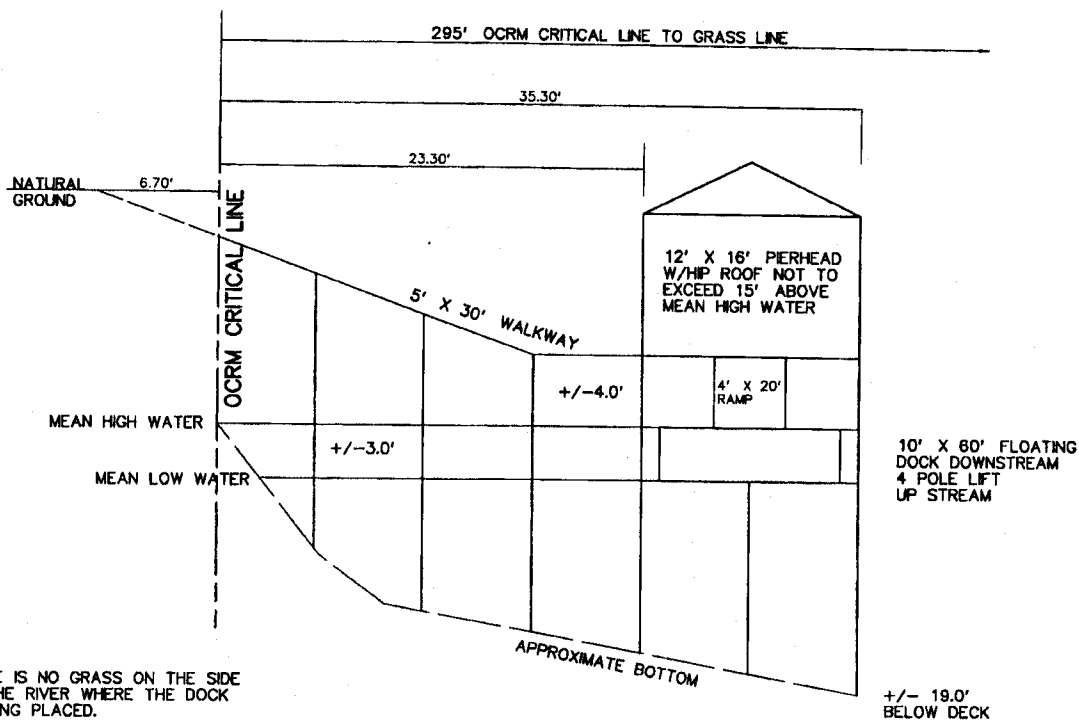 295' OCRM CRITICAL LINE TO GRASS LINE
35.30'
23.30'
NATURAL
GROUND
6.70'
OCRM CRITICAL LINE
5' X 30' WALKWAY
12' X 16' PIERHEAD
W/HIP ROOF NOT TO
EXCEED 15' ABOVE
MEAN HIGH WATER
+/-4.0'
4' X 20'
RAMP
MEAN HIGH WATER
+/-3.0'
MEAN LOW WATER
10' X 60' FLOATING
DOCK DOWNSTREAM
4 POLE LIFT
UP STREAM
APPROXIMATE BOTTOM
IS NO GRASS ON THE SIDE
RIVER WHERE THE DOCK
PLACED.
+/- 19.0'
BELOW DECK